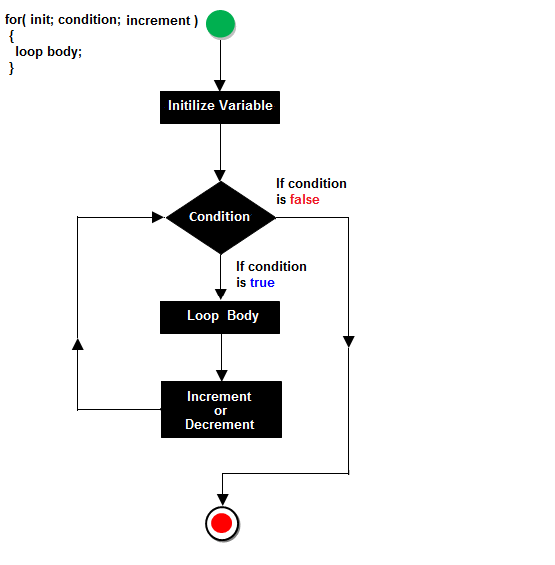 for( init; condition; increment )
{
loop body;
}
Initilize Variable
If condition
is false
Condition
If condition
is true
Loop Body
Increment
or
Decrement